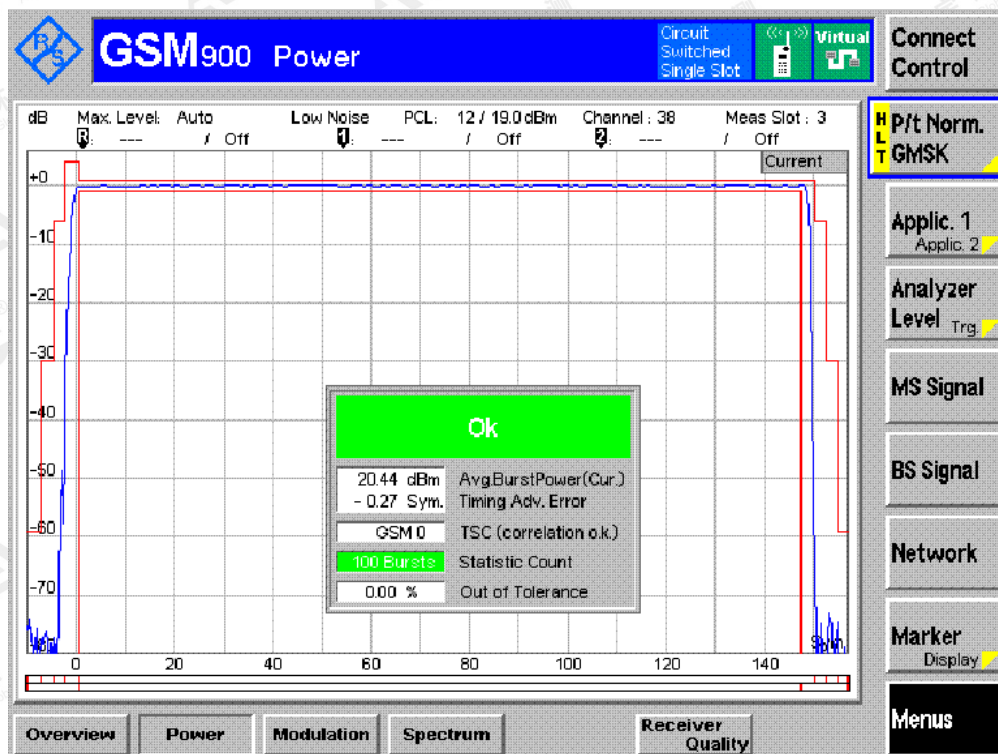 R/S
GSM900 Power
Circuit
Switched
Single Slot
Virtual
Connect
Control
dB Max. Level: Auto Low Noise PCL: 12 / 19.0 dBm Channel : 38 Meas Slot : 3
R: --- / Off 1: --- / Off 2: --- / Off
Current
HLT
P/t Norm.
GMSK
Applic. 1
Applic. 2
Analyzer
Level Trg.
MS Signal
BS Signal
Network
Marker
Display
Menus
+0
-10
-20
-30
-40
-50
-60
-70
Ok
20.44 dBm Avg.BurstPower(Cur.)
- 0.27 Sym. Timing Adv. Error
GSM 0 TSC (correlation o.k.)
100 Bursts Statistic Count
0.00 % Out of Tolerance
Sym
0 20 40 60 80 100 120 140
Overview Power Modulation Spectrum Receiver
Quality